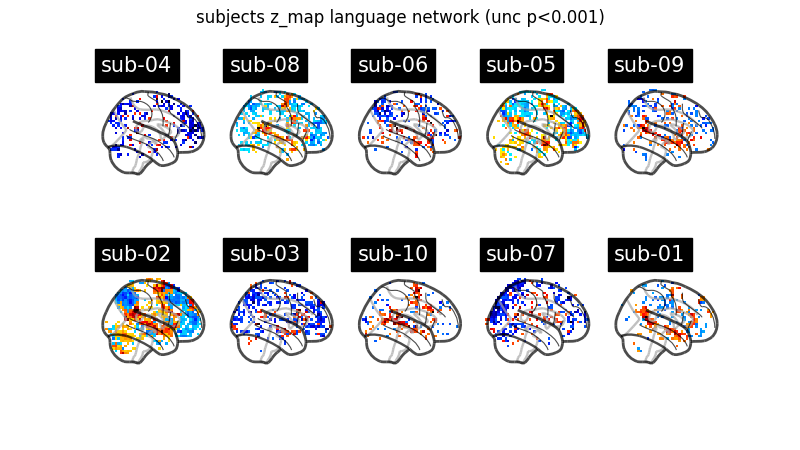 subjects z_map language network (unc p<0.001)
sub-04
sub-08
sub-06
sub-05
sub-09
sub-02
sub-03
sub-10
sub-07
sub-01